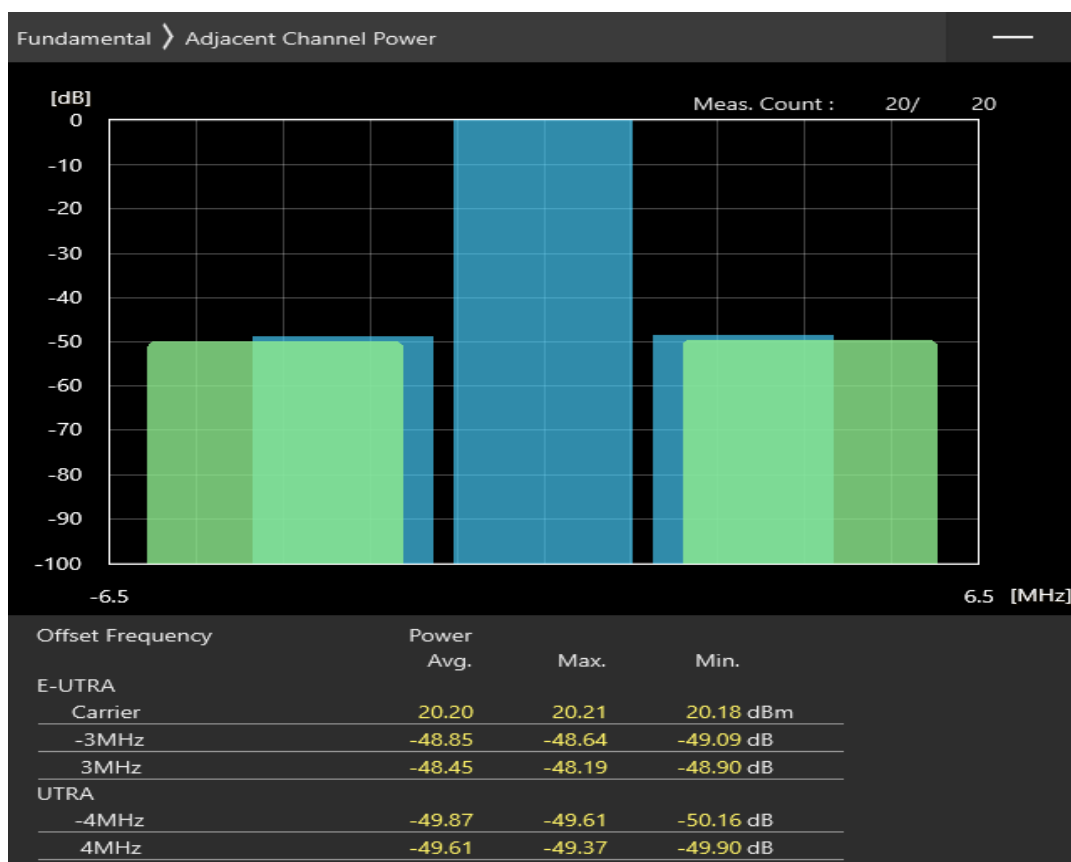 Fundamental 〉 Adjacent Channel Power
[dB]
Meas. Count : 20/ 20
0
-10
-20
-30
-40
-50
-60
-70
-80
-90
-100
-6.5 6.5 [MHz]
Offset Frequency Power
Avg. Max. Min.
E-UTRA
Carrier 20.20 20.21 20.18 dBm
-3MHz -48.85 -48.64 -49.09 dB
3MHz -48.45 -48.19 -48.90 dB
UTRA
-4MHz -49.87 -49.61 -50.16 dB
4MHz -49.61 -49.37 -49.90 dB